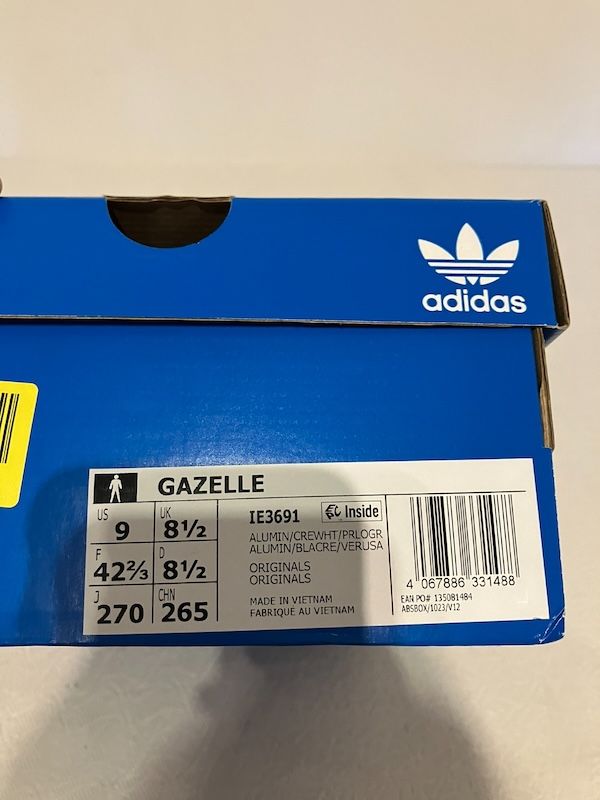 adidas
GAZELLE
US
9
UK
8½
F
42⅔
D
8½
J
270
CHN
265
IE3691
Inside
ALUMIN/CREWHT/PRLOGR
ALUMIN/BLACRE/VERUSA
ORIGINALS
ORIGINALS
MADE IN VIETNAM
FABRIQUÉ AU VIETNAM
4 067886 331488
EAN PO# 135081484
ABSBOX/1023/V12